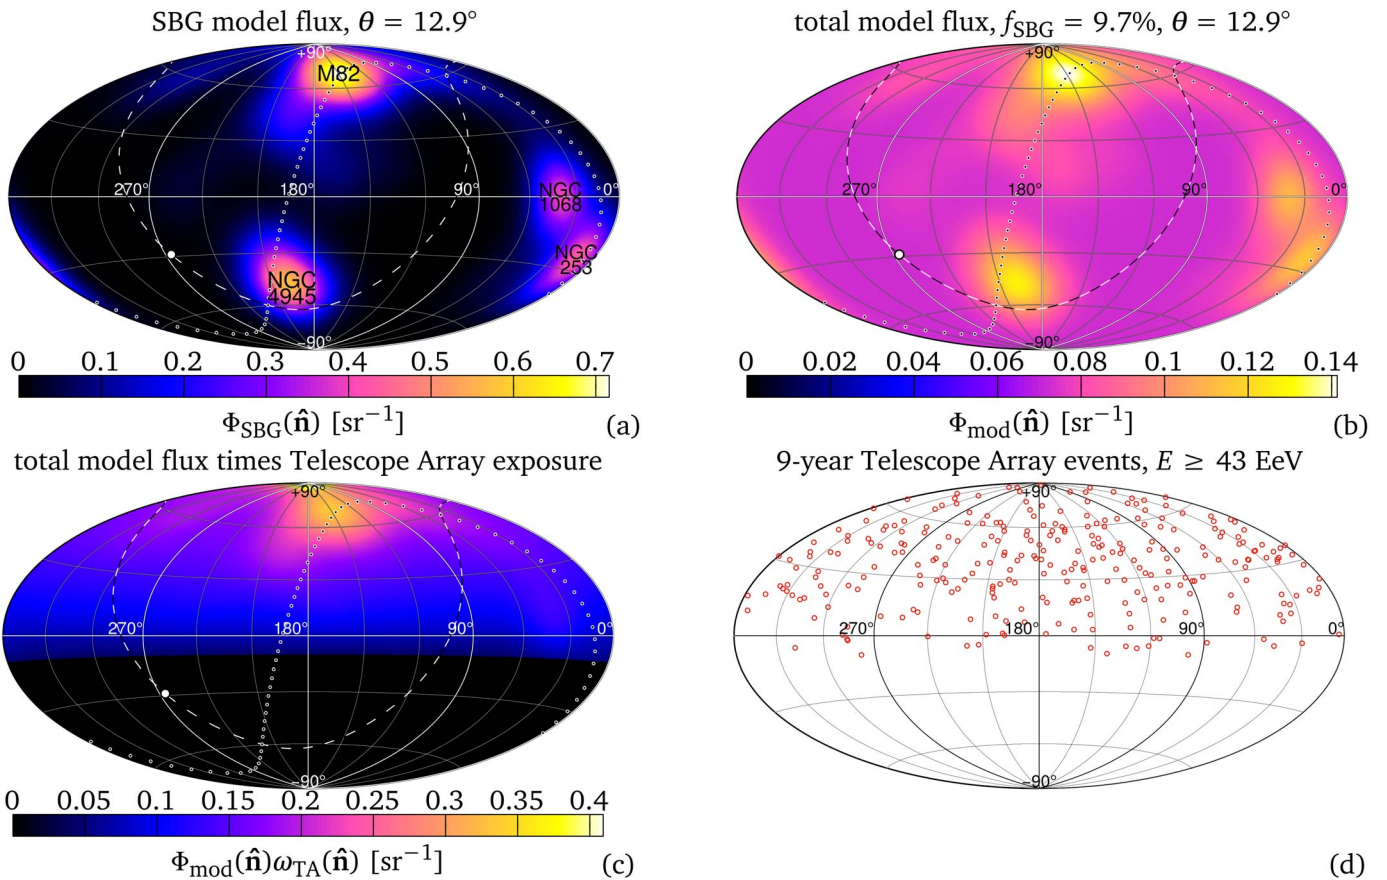 SBG model flux, θ = 12.9°
+90°
M82
270°
180°
90°
0°
NGC
1068
NGC
253
NGC
4945
−90°
0 0.1 0.2 0.3 0.4 0.5 0.6 0.7
Φ_SBG(n̂) [sr⁻¹]
(a)
total model flux, f_SBG = 9.7%, θ = 12.9°
+90°
270°
180°
90°
0°
−90°
0 0.02 0.04 0.06 0.08 0.1 0.12 0.14
Φ_mod(n̂) [sr⁻¹]
(b)
total model flux times Telescope Array exposure
+90°
270°
180°
90°
0°
−90°
0 0.05 0.1 0.15 0.2 0.25 0.3 0.35 0.4
Φ_mod(n̂)ω_TA(n̂) [sr⁻¹]
(c)
9-year Telescope Array events, E ≥ 43 EeV
+90°
270°
180°
90°
0°
−90°
(d)